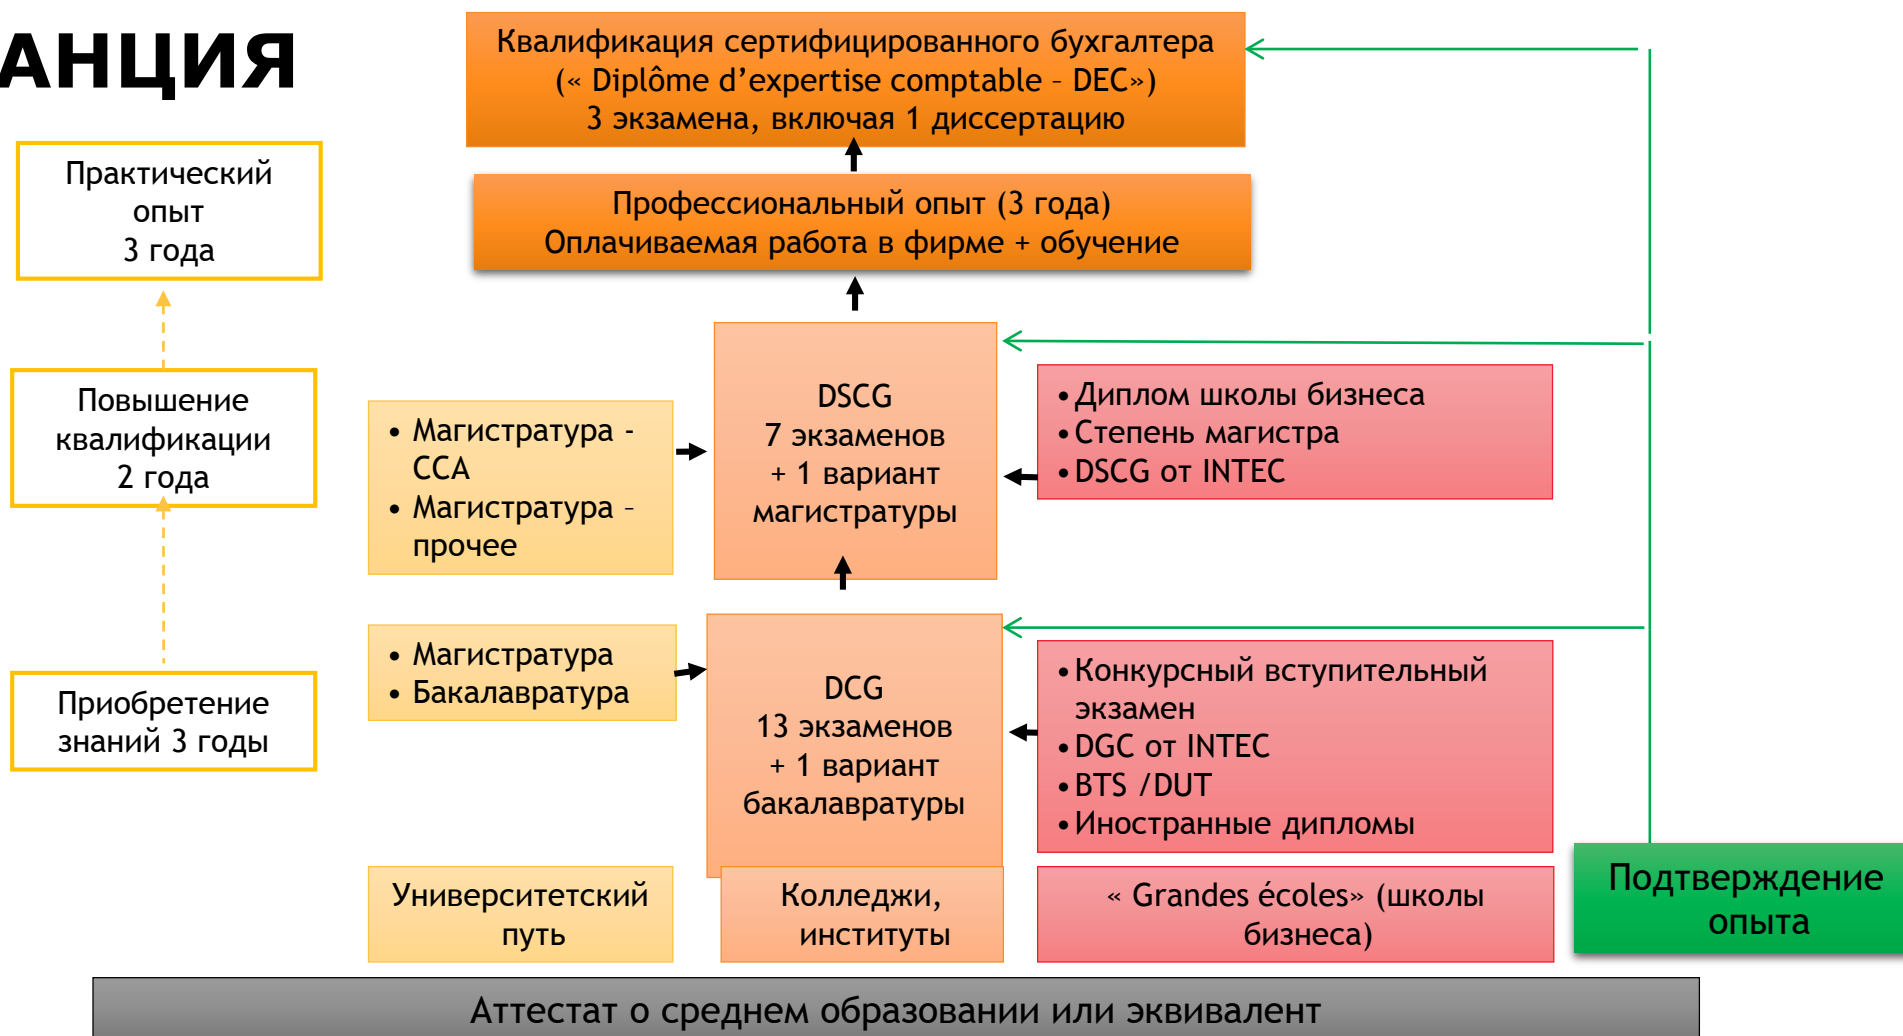 АНЦИЯ
Квалификация сертифицированного бухгалтера
(« Diplôme d’expertise comptable – DEC»)
3 экзамена, включая 1 диссертацию
Практический
опыт
3 года
Профессиональный опыт (3 года)
Оплачиваемая работа в фирме + обучение
Повышение
квалификации
2 года
• Магистратура -
CCA
• Магистратура –
прочее
DSCG
7 экзаменов
+ 1 вариант
магистратуры
• Диплом школы бизнеса
• Степень магистра
• DSCG от INTEC
Приобретение
знаний 3 годы
• Магистратура
• Бакалавратура
DCG
13 экзаменов
+ 1 вариант
бакалавратуры
• Конкурсный вступительный
экзамен
• DGC от INTEC
• BTS /DUT
• Иностранные дипломы
Университетский
путь
Колледжи,
институты
« Grandes écoles» (школы
бизнеса)
Подтверждение
опыта
Аттестат о среднем образовании или эквивалент